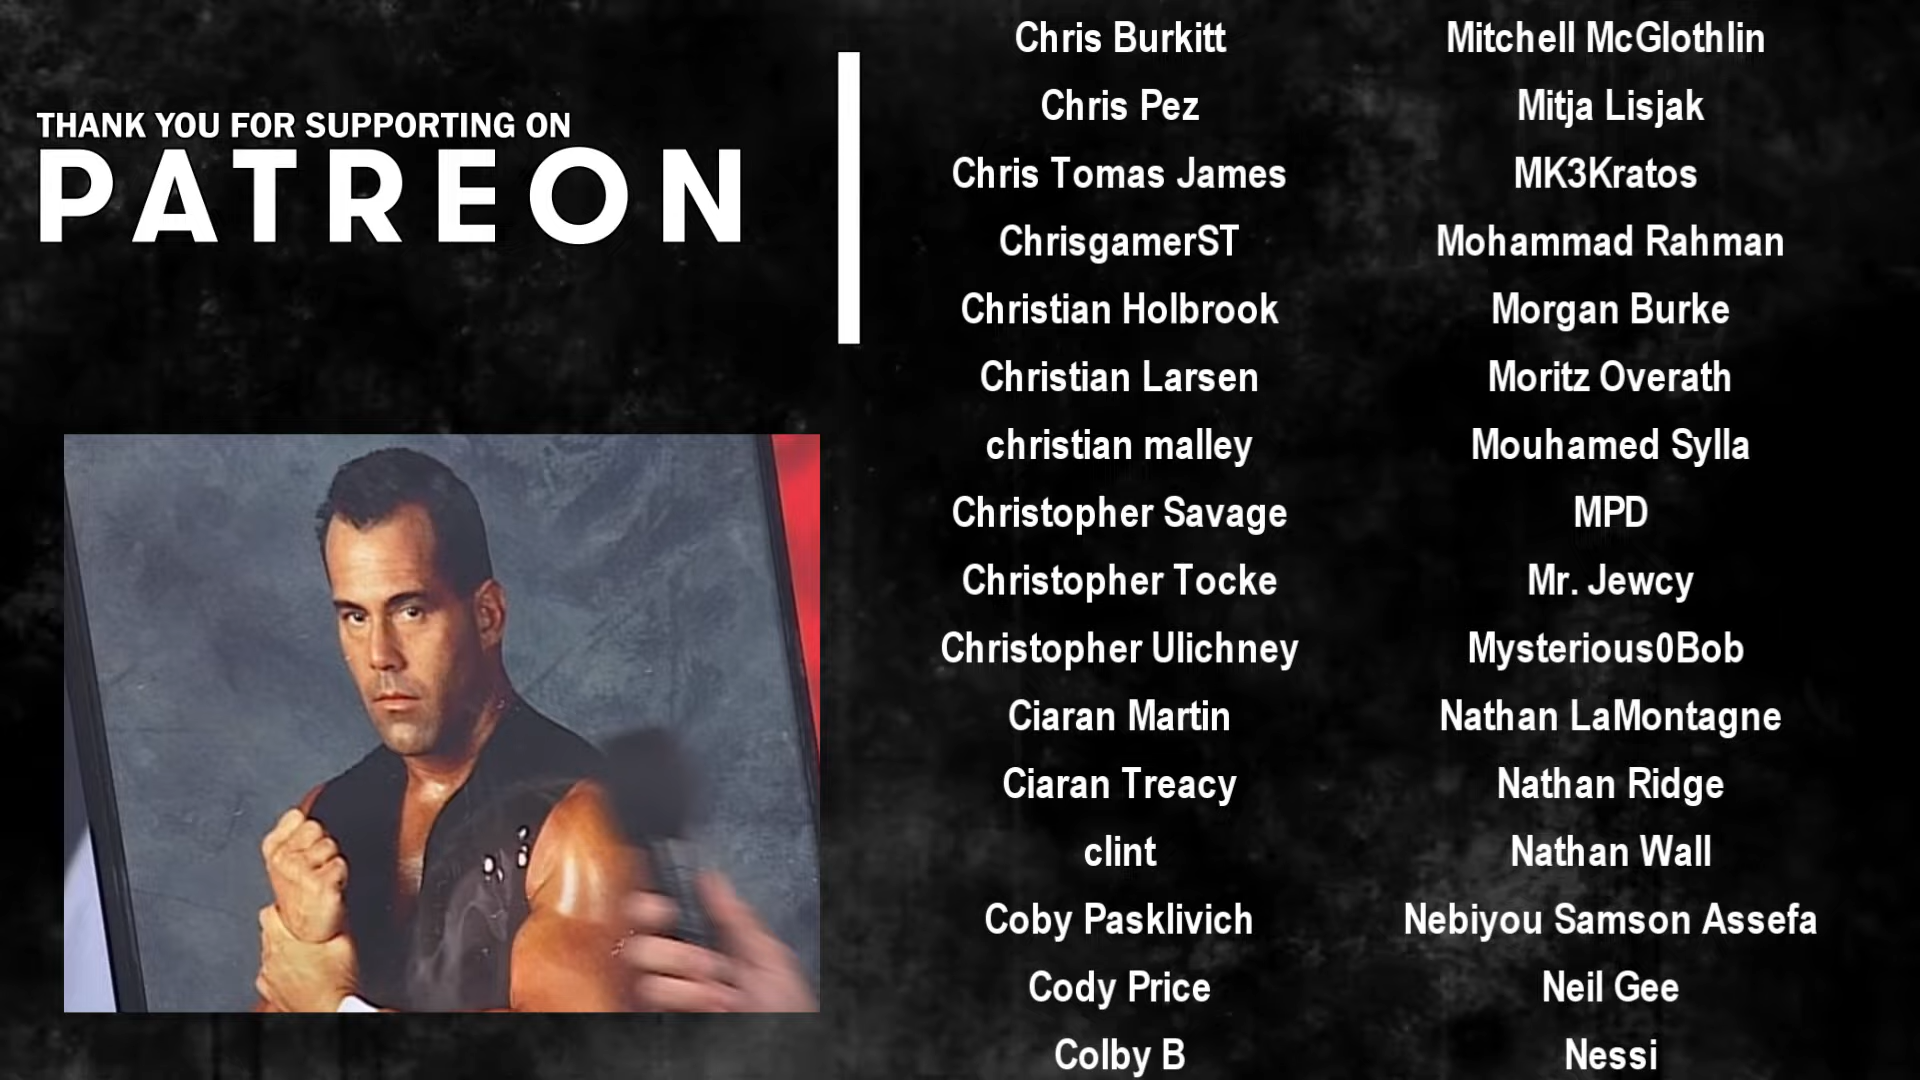 THANK YOU FOR SUPPORTING ON
PATREON
Chris Burkitt
Chris Pez
Chris Tomas James
ChrisgamerST
Christian Holbrook
Christian Larsen
christian malley
Christopher Savage
Christopher Tocke
Christopher Ulichney
Ciaran Martin
Ciaran Treacy
clint
Coby Pasklivich
Cody Price
Colby B
Mitchell McGlothlin
Mitja Lisjak
MK3Kratos
Mohammad Rahman
Morgan Burke
Moritz Overath
Mouhamed Sylla
MPD
Mr. Jewcy
Mysterious0Bob
Nathan LaMontagne
Nathan Ridge
Nathan Wall
Nebiyou Samson Assefa
Neil Gee
Nessi